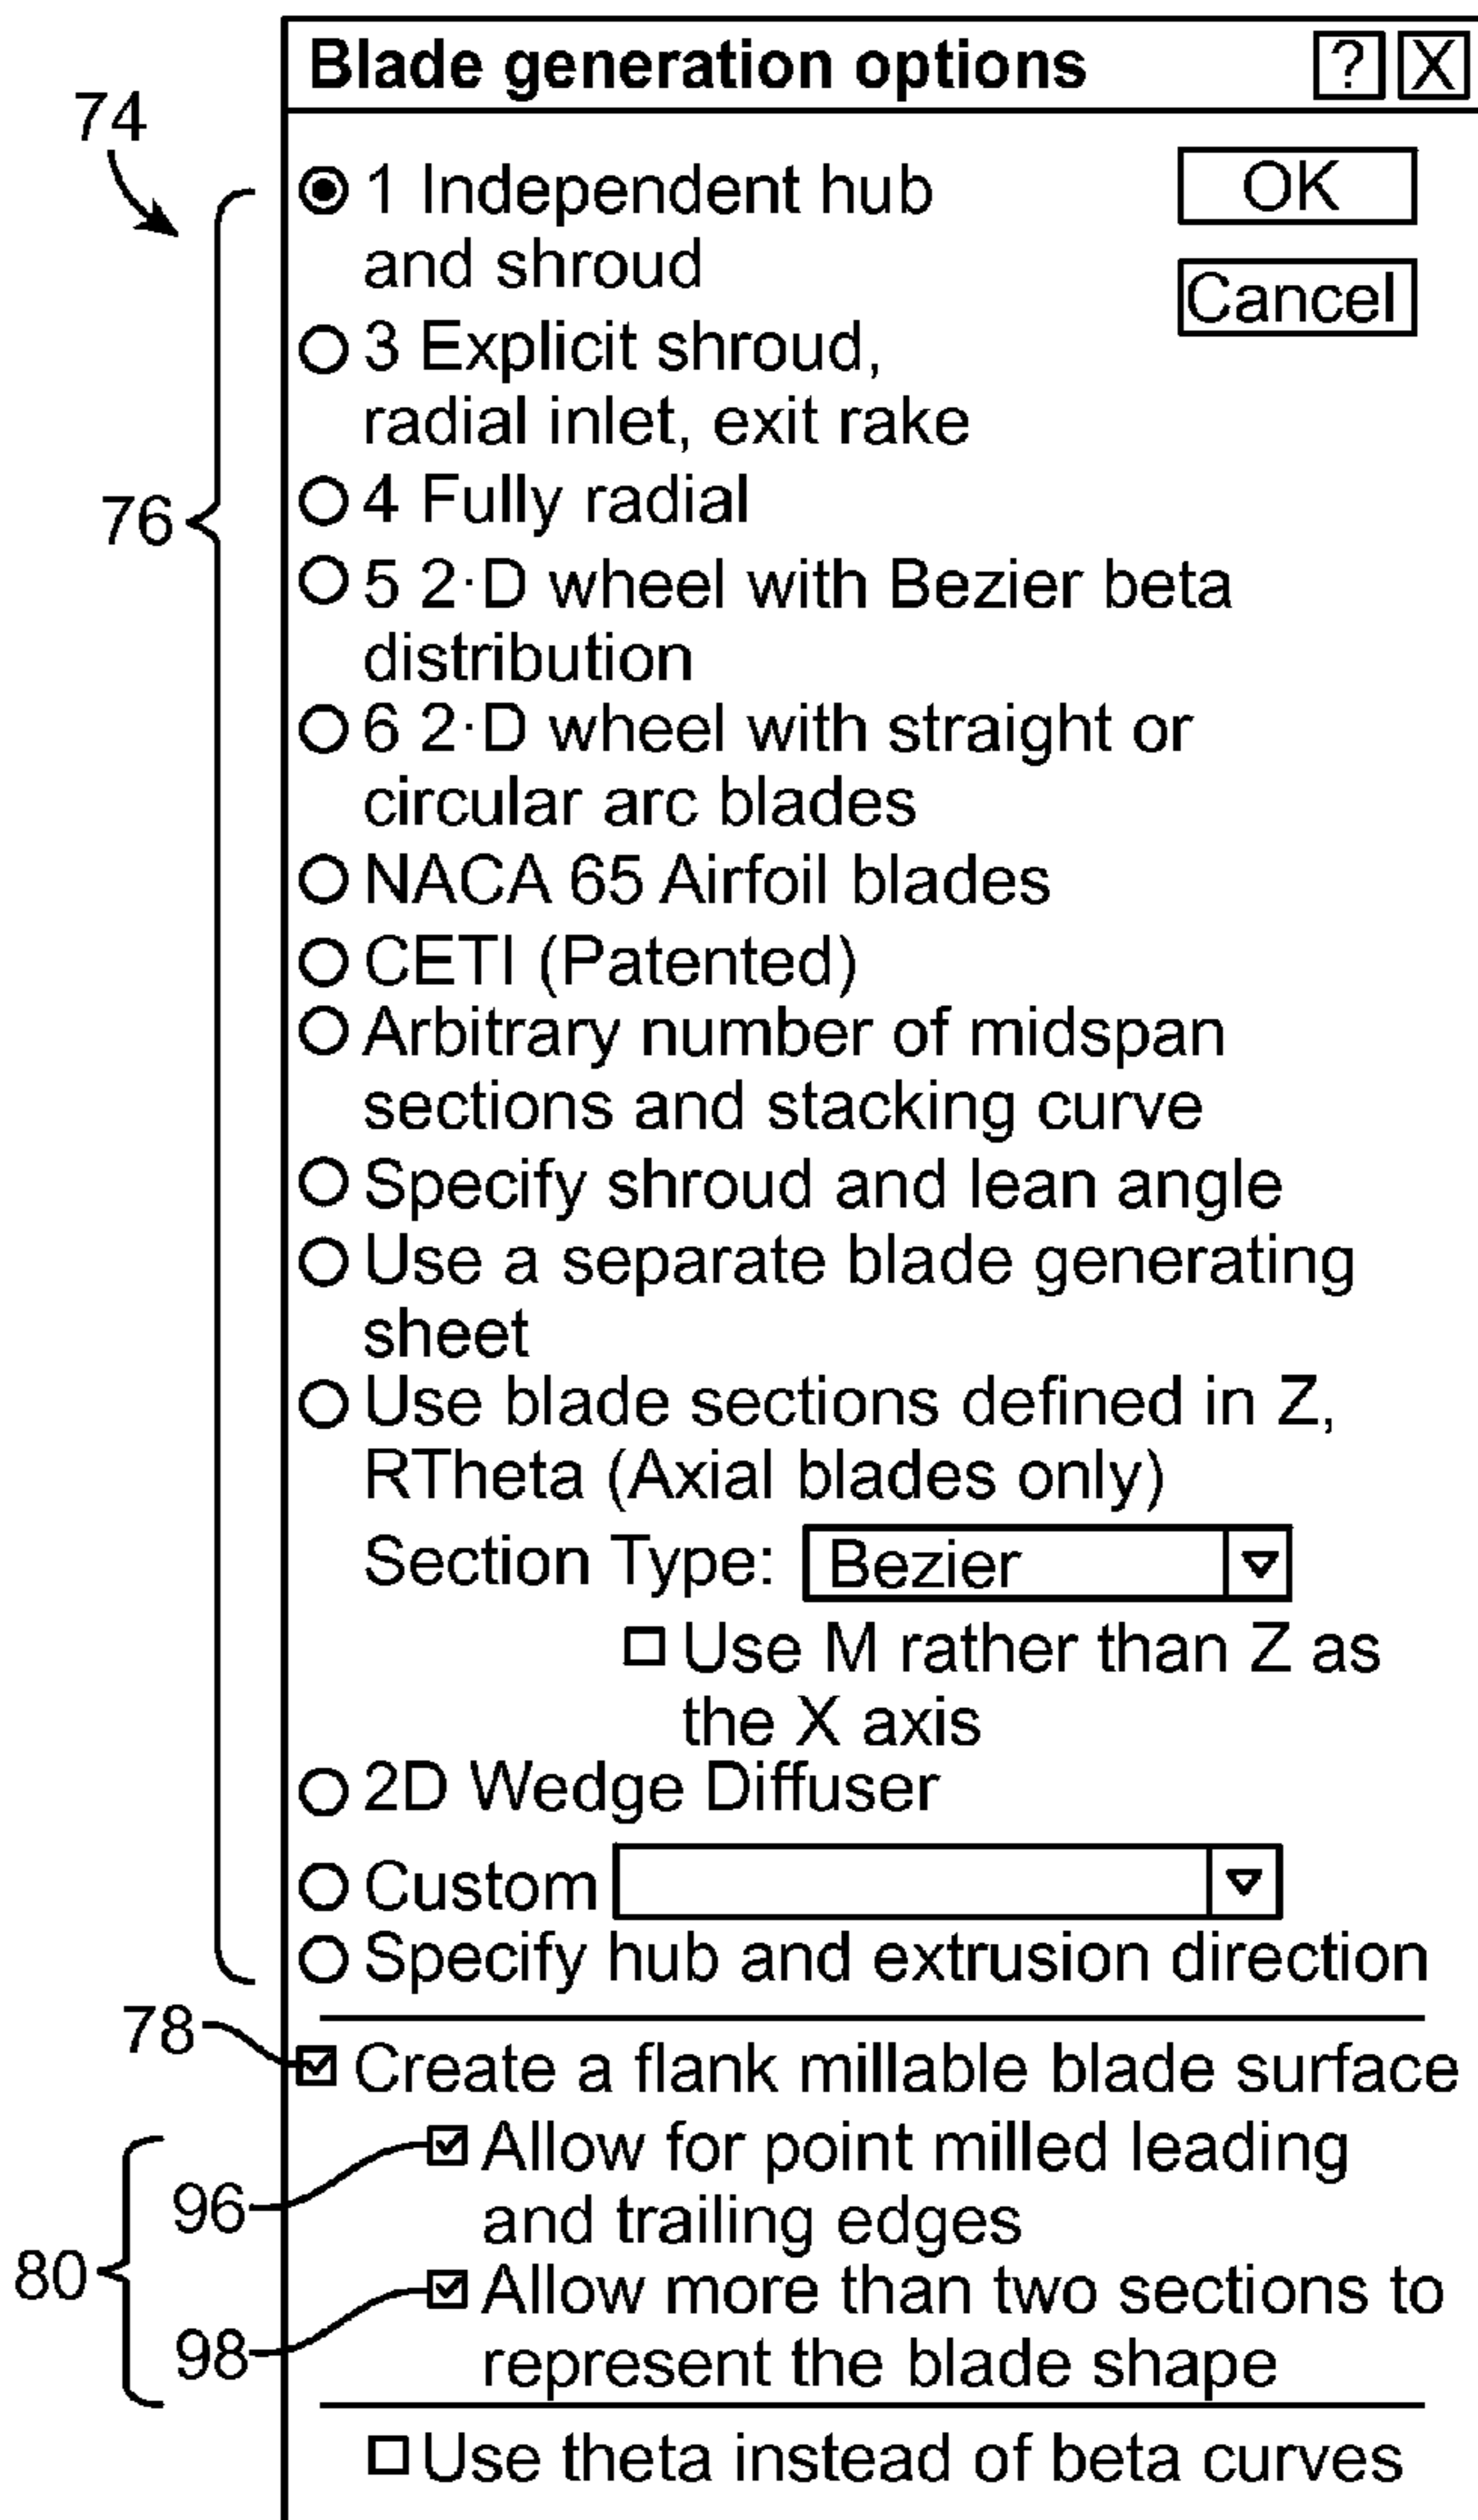 Blade generation options ? X
74
1 Independent hub
and shroud
OK
Cancel
3 Explicit shroud,
radial inlet, exit rake
76
4 Fully radial
5 2·D wheel with Bezier beta
distribution
6 2·D wheel with straight or
circular arc blades
NACA 65 Airfoil blades
CETI (Patented)
Arbitrary number of midspan
sections and stacking curve
Specify shroud and lean angle
Use a separate blade generating
sheet
Use blade sections defined in Z,
RTheta (Axial blades only)
Section Type: Bezier
Use M rather than Z as
the X axis
2D Wedge Diffuser
Custom
Specify hub and extrusion direction
78
Create a flank millable blade surface
80
96
Allow for point milled leading
and trailing edges
98
Allow more than two sections to
represent the blade shape
Use theta instead of beta curves